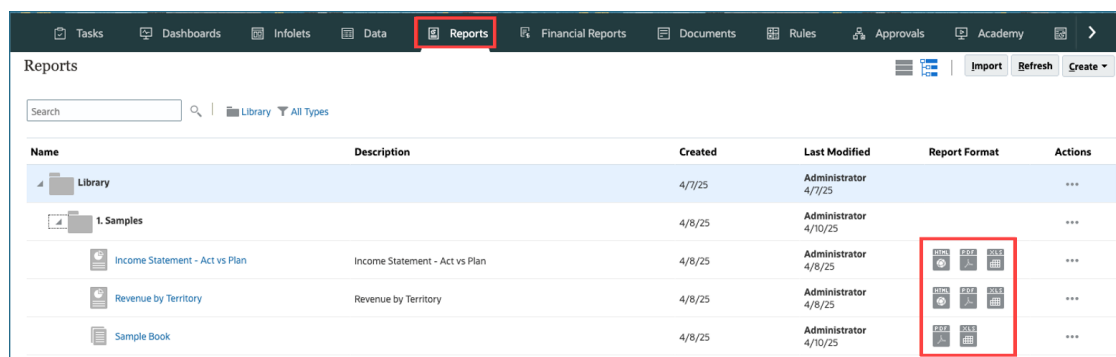 Tasks Dashboards Infolets Data Reports Financial Reports Documents Rules Approvals Academy
Reports Import Refresh Create
Search Library All Types
Name Description Created Last Modified Report Format Actions
Library 4/7/25 Administrator
4/7/25
1. Samples 4/8/25 Administrator
4/10/25
Income Statement - Act vs Plan Income Statement - Act vs Plan 4/8/25 Administrator
4/8/25 HTML PDF XLS
Revenue by Territory Revenue by Territory 4/8/25 Administrator
4/8/25 HTML PDF XLS
Sample Book 4/8/25 Administrator
4/10/25 PDF XLS